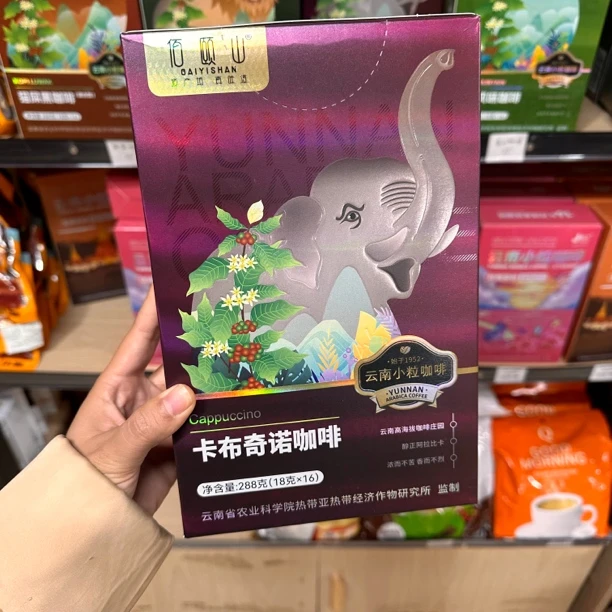 佰颐山
BAIYISHAN
YUNNAN
ARA
始于1952
云南小粒咖啡
YUNNAN
ARABICA COFFEE
Cappuccino
卡布奇诺咖啡
云南高海拔咖啡庄园
醇正阿拉比卡
浓而不苦 香而不烈
净含量:288克(18克×16)
云南省农业科学院热带亚热带经济作物研究所 监制
MORNING